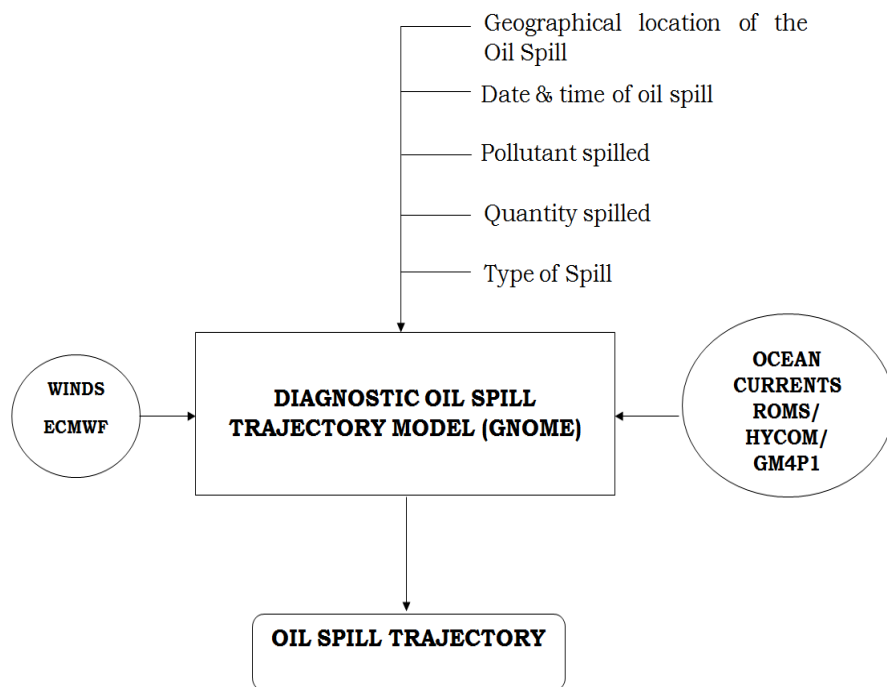 Geographical location of the
Oil Spill
Date & time of oil spill
Pollutant spilled
Quantity spilled
Type of Spill
WINDS
ECMWF
DIAGNOSTIC OIL SPILL
TRAJECTORY MODEL (GNOME)
OCEAN
CURRENTS
ROMS/
HYCOM/
GM4P1
OIL SPILL TRAJECTORY